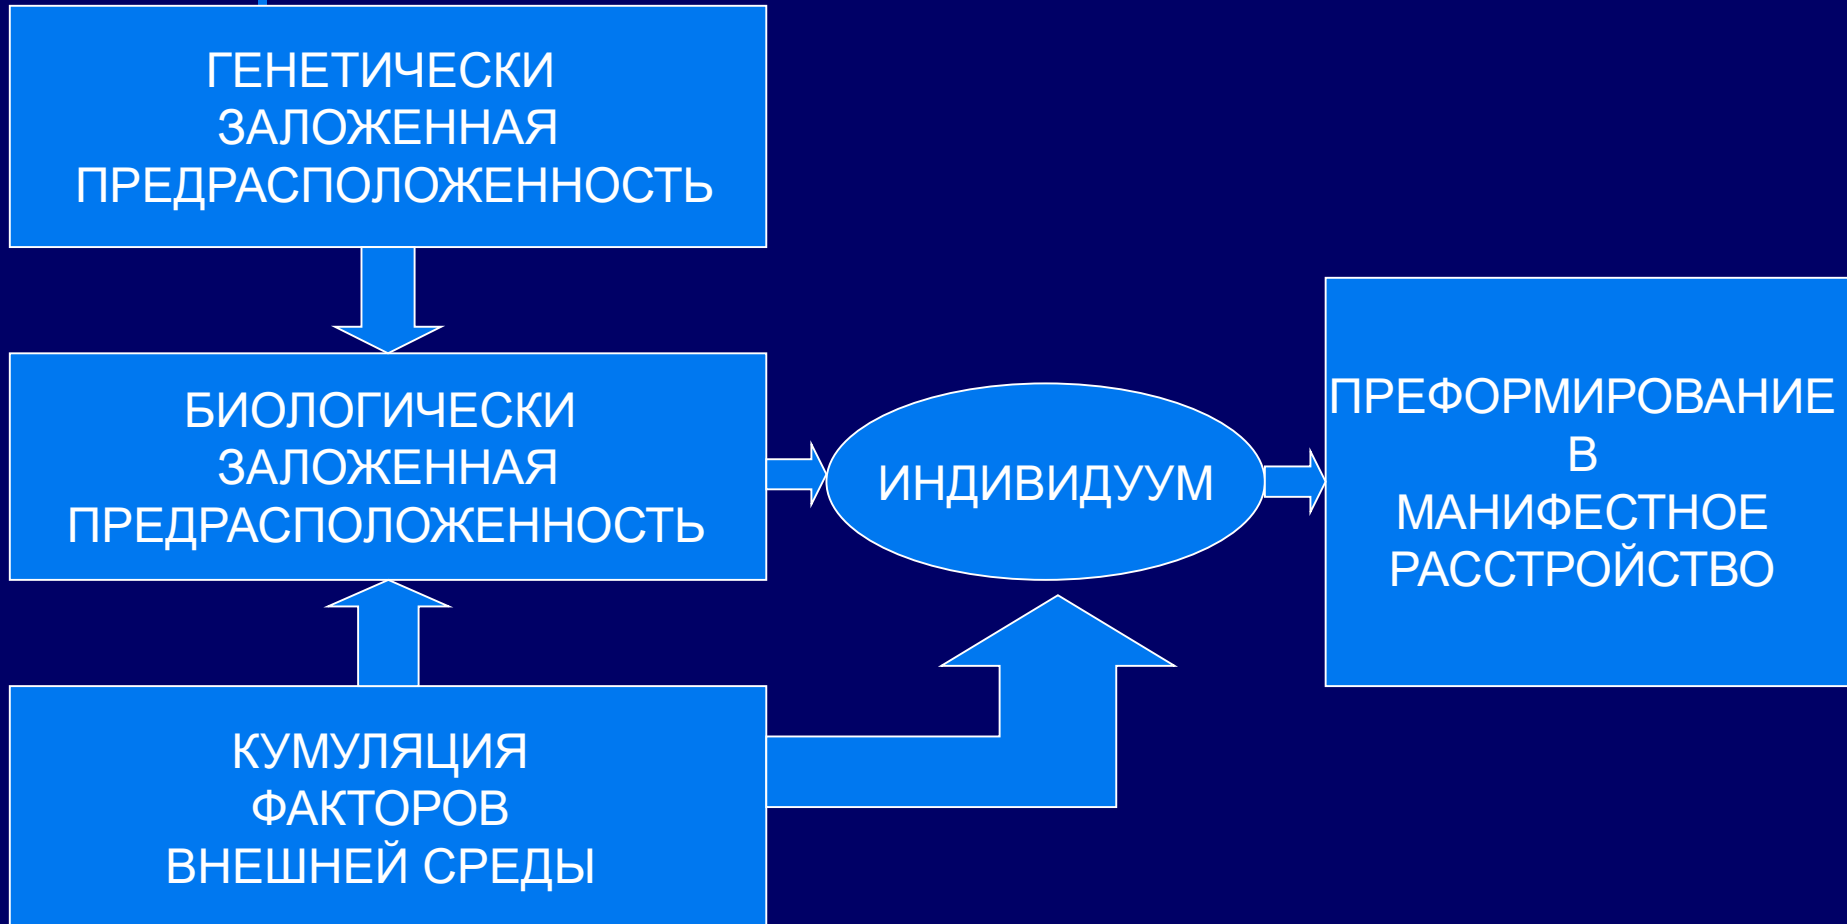 ГЕНЕТИЧЕСКИ
ЗАЛОЖЕННАЯ
ПРЕДРАСПОЛОЖЕННОСТЬ
БИОЛОГИЧЕСКИ
ЗАЛОЖЕННАЯ
ПРЕДРАСПОЛОЖЕННОСТЬ
КУМУЛЯЦИЯ
ФАКТОРОВ
ВНЕШНЕЙ СРЕДЫ
ИНДИВИДУУМ
ПРЕФОРМИРОВАНИЕ
В
МАНИФЕСТНОЕ
РАССТРОЙСТВО